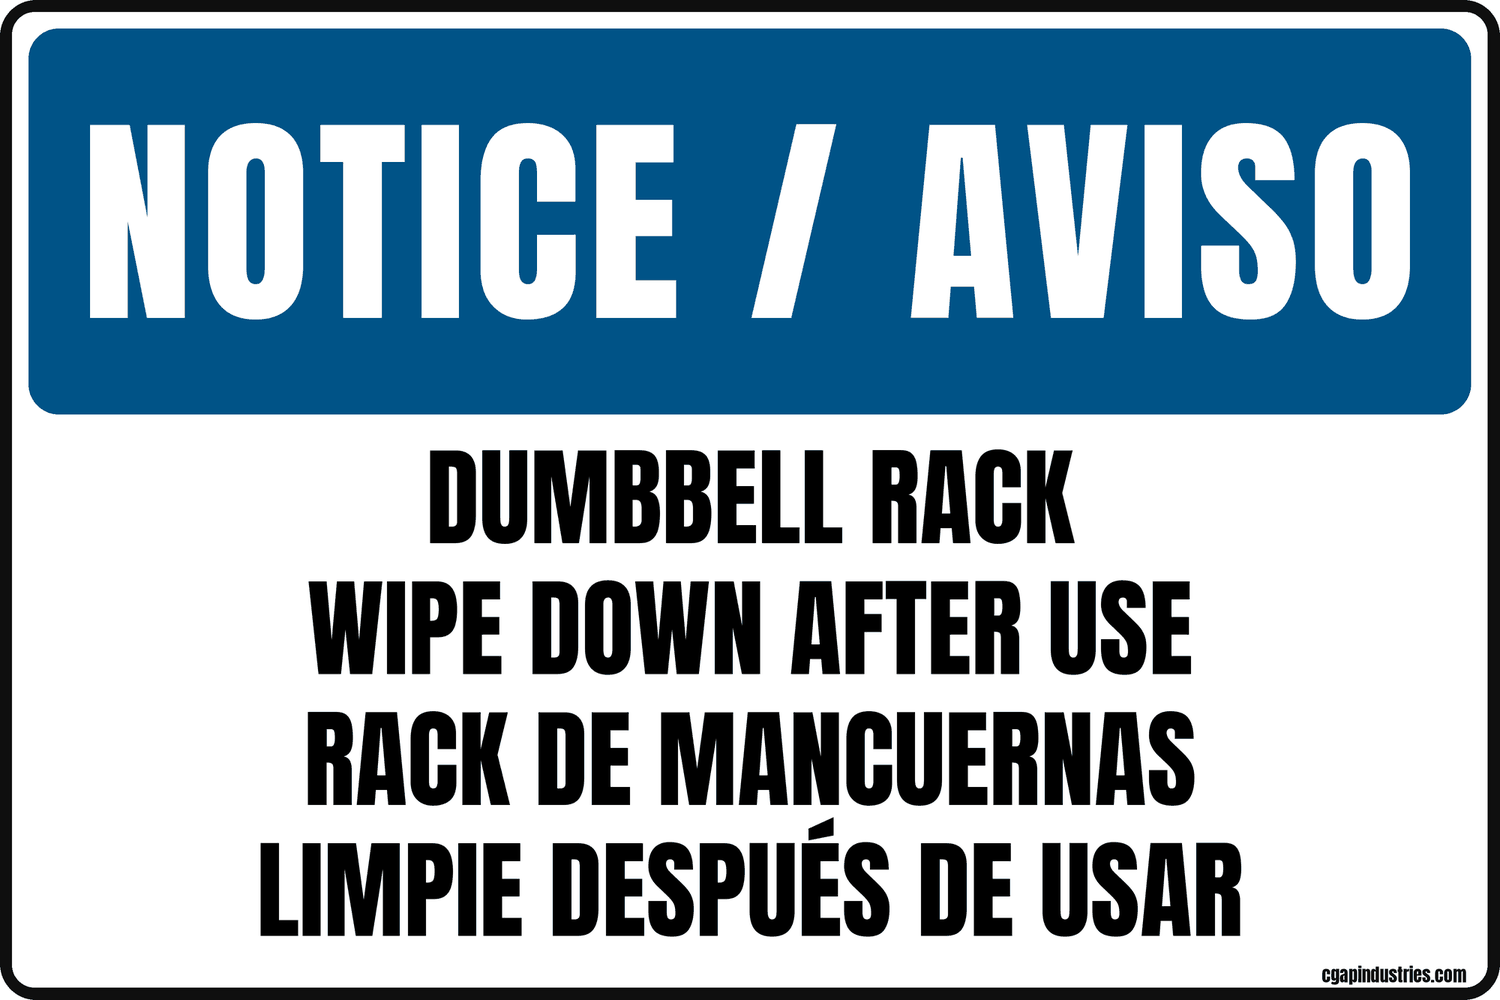 NOTICE / AVISO
DUMBBELL RACK
WIPE DOWN AFTER USE
RACK DE MANCUERNAS
LIMPIE DESPUÉS DE USAR
cgapindustries.com